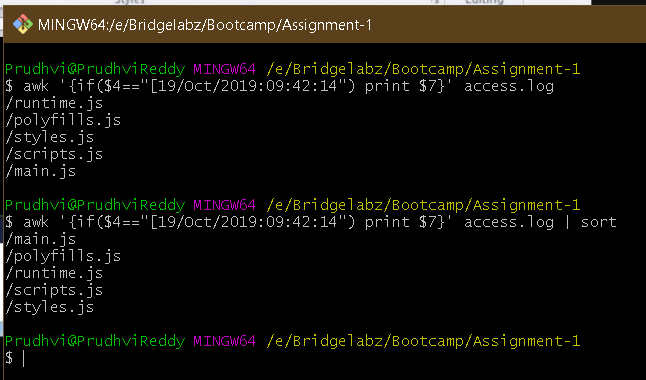 Styles
Editing
MINGW64:/e/Bridgelabz/Bootcamp/Assignment-1
Prudhvi@PrudhviReddy MINGW64 /e/Bridgelabz/Bootcamp/Assignment-1
$ awk '{if($4=="[19/Oct/2019:09:42:14") print $7}' access.log
/runtime.js
/polyfills.js
/styles.js
/scripts.js
/main.js
Prudhvi@PrudhviReddy MINGW64 /e/Bridgelabz/Bootcamp/Assignment-1
$ awk '{if($4=="[19/Oct/2019:09:42:14") print $7}' access.log | sort
/main.js
/polyfills.js
/runtime.js
/scripts.js
/styles.js
Prudhvi@PrudhviReddy MINGW64 /e/Bridgelabz/Bootcamp/Assignment-1
$